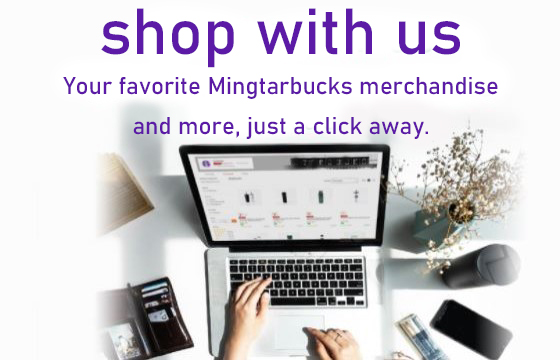 shop with us
Your favorite Mingtarbucks merchandise
and more, just a click away.